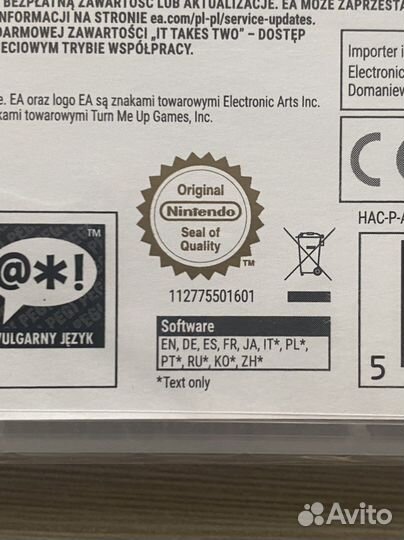 BEZPŁATNĄ ZAWARTOŚĆ LUB AKTUALIZACJE. EA MOŻE ZAPRZESTA
INFORMACJI NA STRONIE ea.com/pl-pl/service-updates.
DARMOWEJ ZAWARTOŚCI „IT TAKES TWO” – DOSTĘP
SIECIOWYM TRYBIE WSPÓŁPRACY.
e. EA oraz logo EA są znakami towarowymi Electronic Arts Inc.
kami towarowymi Turn Me Up Games, Inc.
Importer i
Electronic
Domaniew
CE
HAC-P-A
Original
Nintendo
Seal of
Quality
TM
112775501601
TM
@*!
PEGI
WULGARNY JĘZYK
Software
EN, DE, ES, FR, JA, IT*, PL*,
PT*, RU*, KO*, ZH*
*Text only
5
Avito